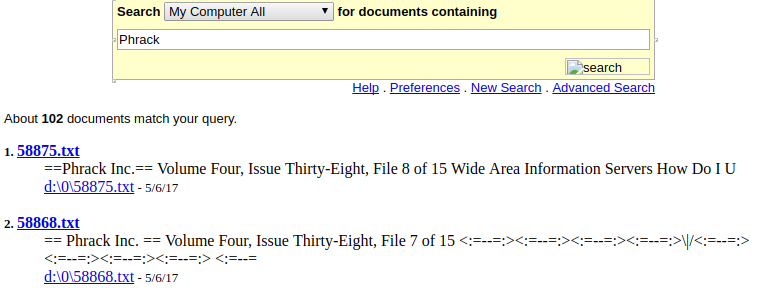 Search My Computer All for documents containing
Phrack
search
Help . Preferences . New Search . Advanced Search
About 102 documents match your query.
1. 58875.txt
==Phrack Inc.== Volume Four, Issue Thirty-Eight, File 8 of 15 Wide Area Information Servers How Do I U
d:\0\58875.txt - 5/6/17
2. 58868.txt
== Phrack Inc. == Volume Four, Issue Thirty-Eight, File 7 of 15 <:=--=:><:=--=:><:=--=:><:=--=:>\|/<:=--=:>
<:=--=:><:=--=:><:=--=:> <:=--=
d:\0\58868.txt - 5/6/17